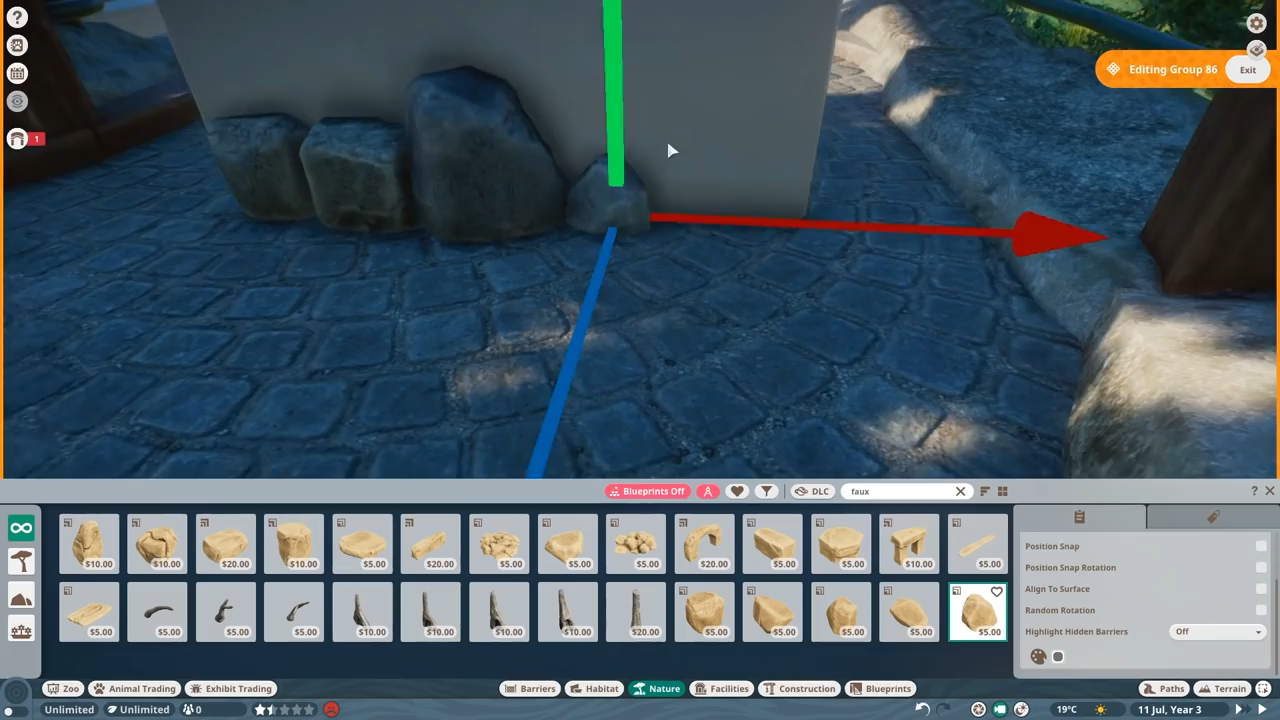 ?
Editing Group 86 Exit
1
Blueprints Off DLC faux ? X
$10.00 $10.00 $20.00 $10.00 $5.00 $20.00 $5.00 $5.00 $5.00 $20.00 $5.00 $5.00 $10.00 $5.00
$5.00 $5.00 $5.00 $5.00 $10.00 $5.00 $10.00 $10.00 $20.00 $5.00 $5.00 $5.00 $5.00 $5.00
Position Snap
Position Snap Rotation
Align To Surface
Random Rotation
Highlight Hidden Barriers Off
Zoo Animal Trading Exhibit Trading Barriers Habitat Nature Facilities Construction Blueprints Paths Terrain
Unlimited Unlimited 0 19°C 11 Jul, Year 3